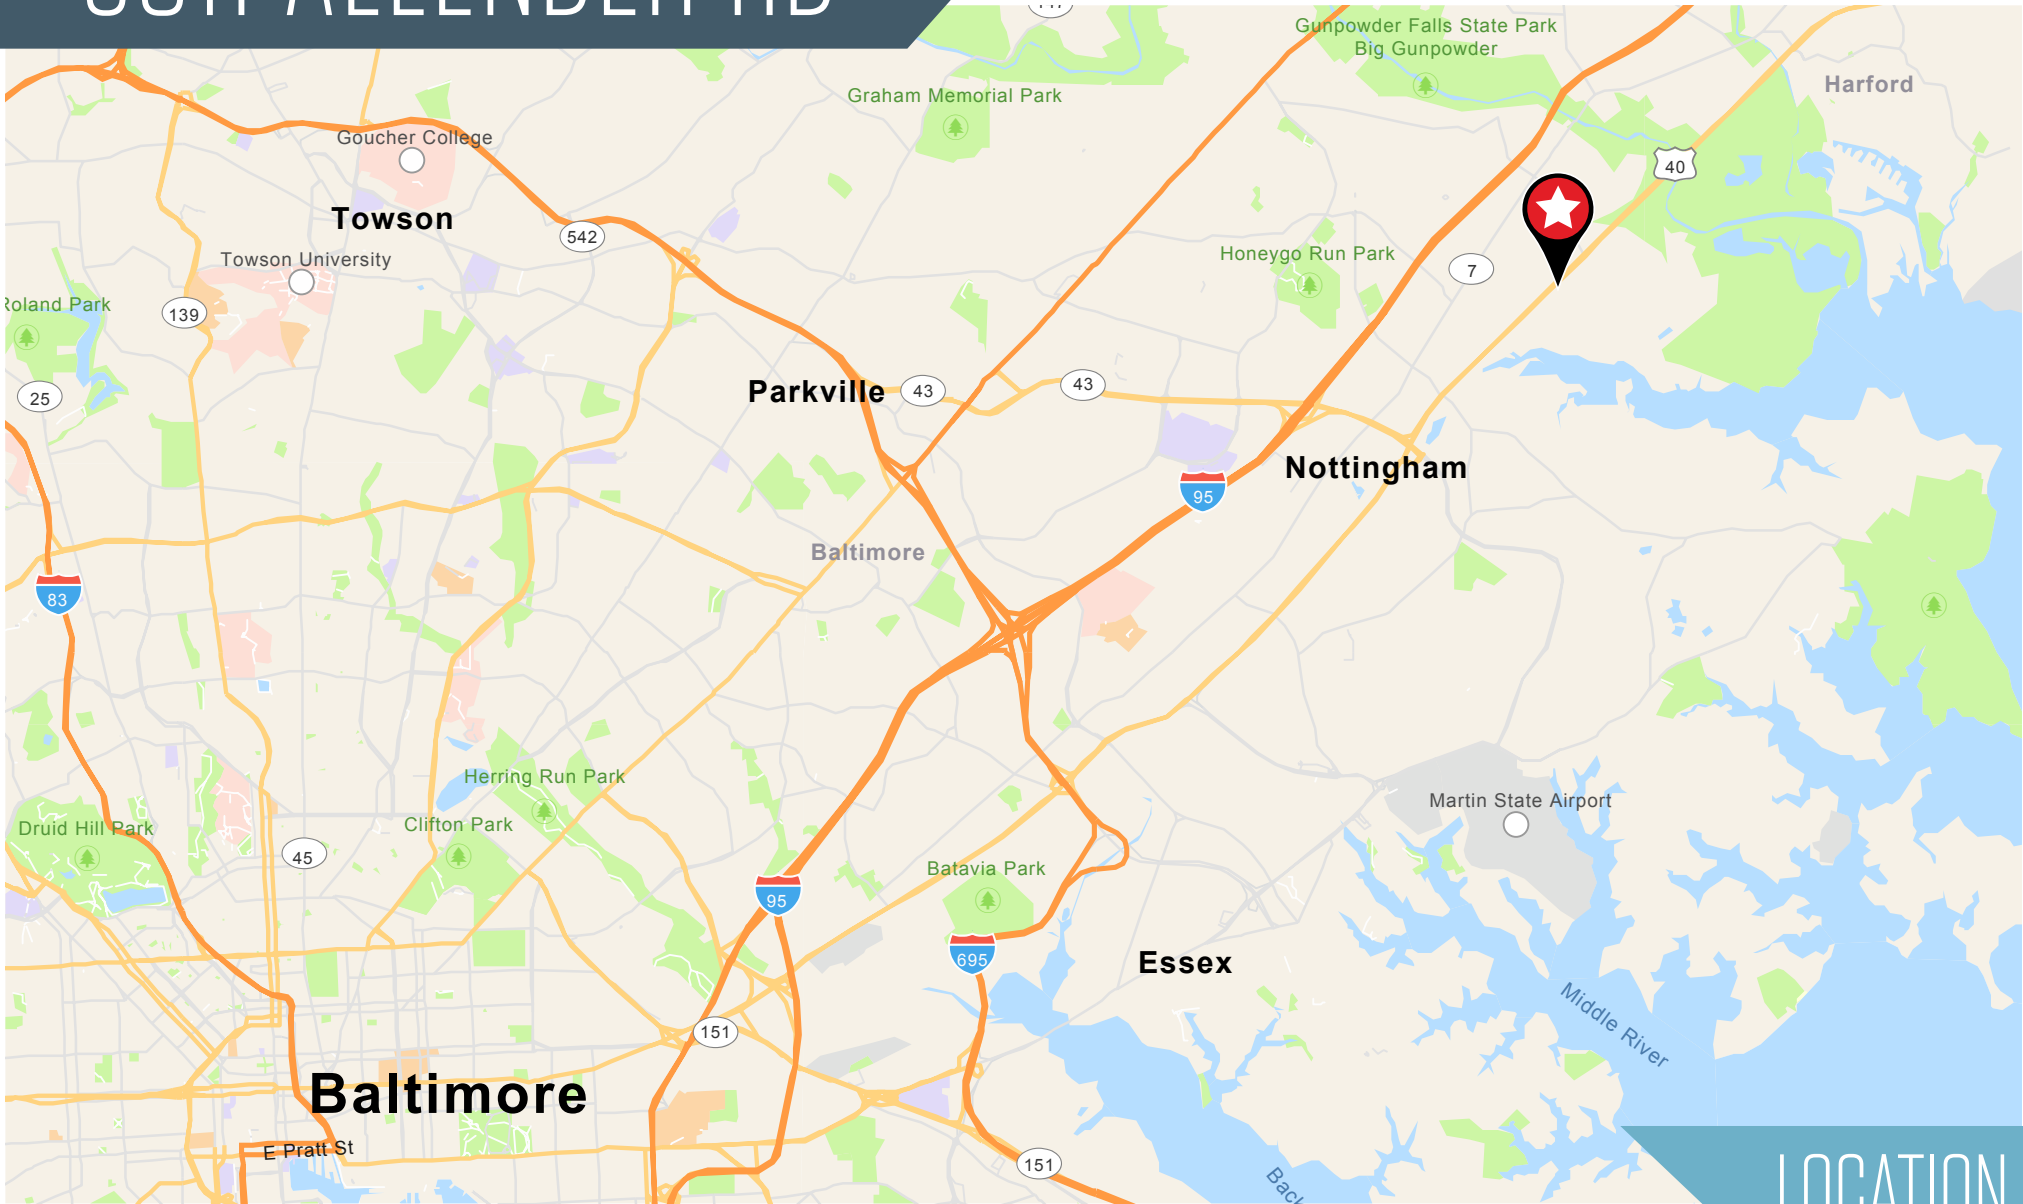 ALLENDER RD
Gunpowder Falls State Park
Big Gunpowder
Harford
Graham Memorial Park
Goucher College
40
Towson
542
Towson University
Honeygo Run Park
7
Roland Park
139
43
43
Parkville
25
Nottingham
95
Baltimore
83
Herring Run Park
Martin State Airport
Clifton Park
Druid Hill Park
45
Batavia Park
95
695
Essex
Middle River
151
Baltimore
E Pratt St
151
LOCATION